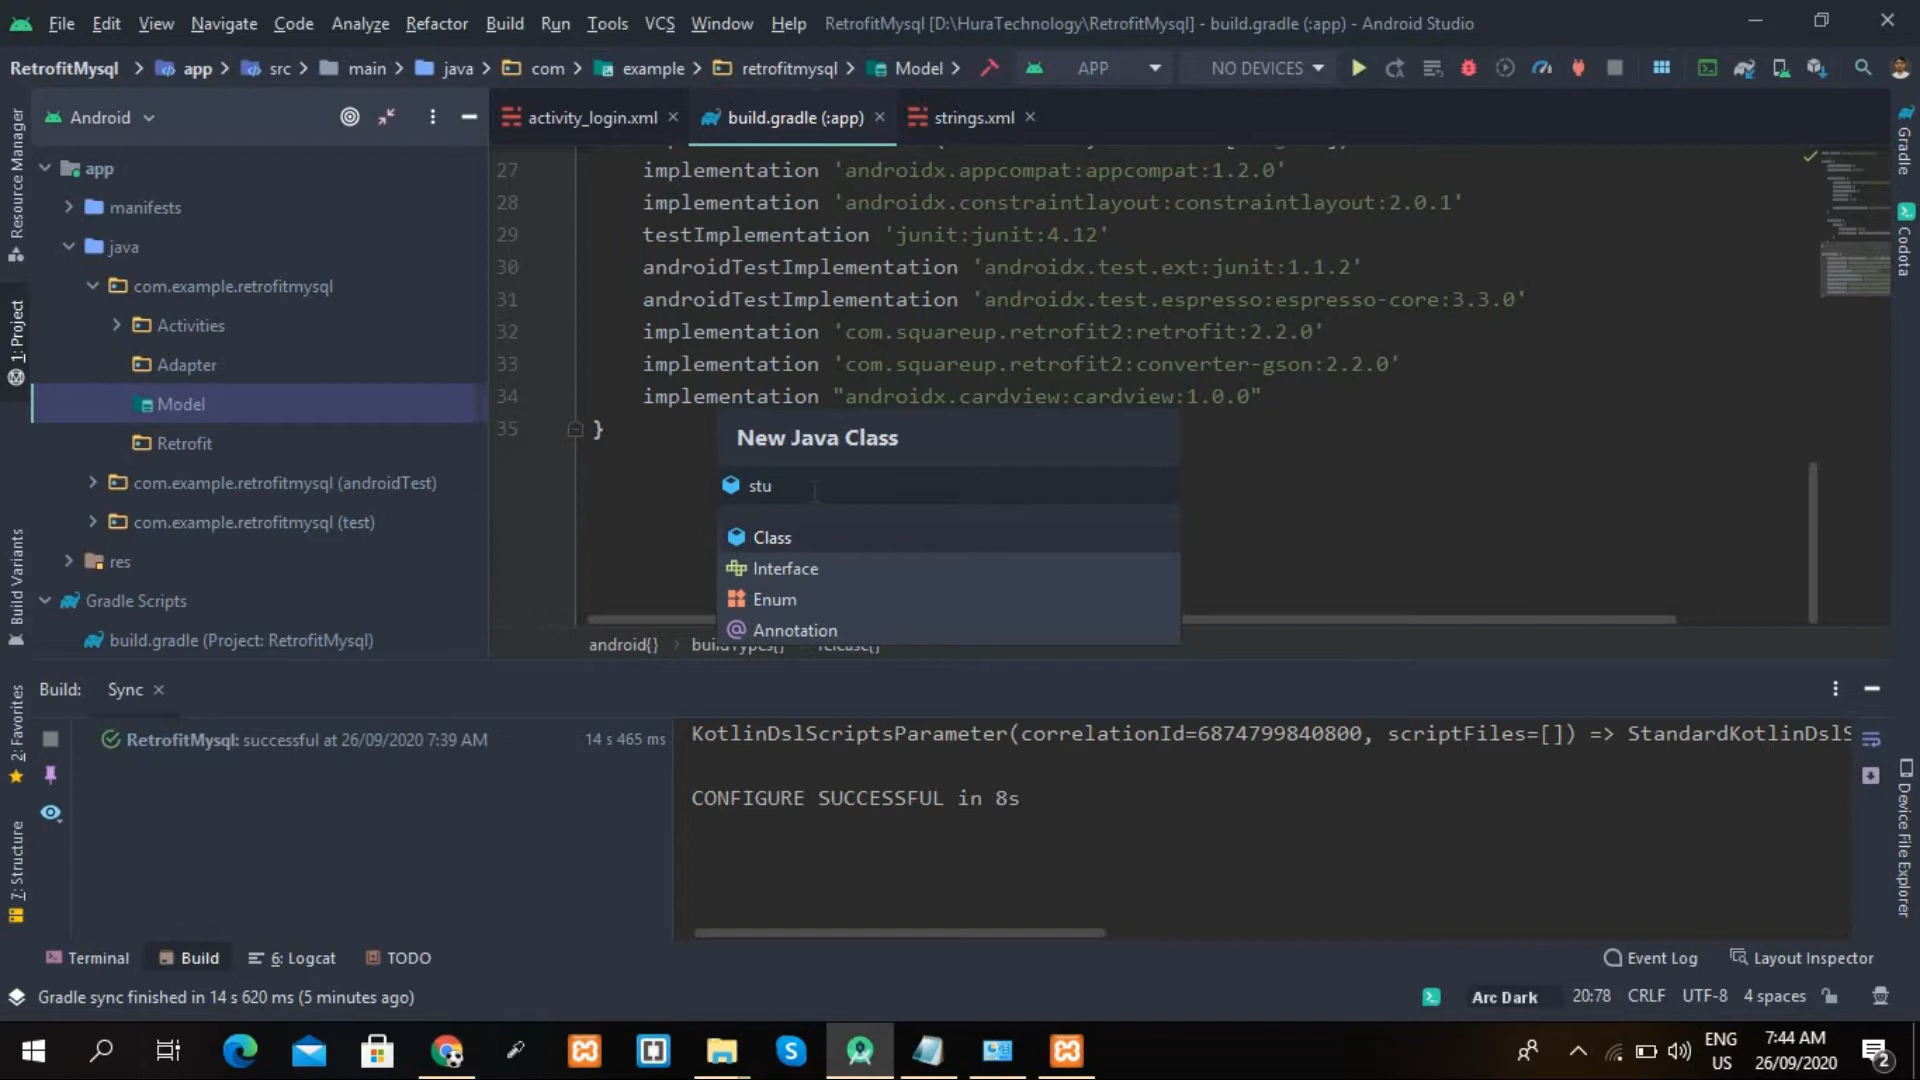 File Edit View Navigate Code Analyze Refactor Build Run Tools VCS Window Help RetrofitMysql [D:\HuraTechnology\RetrofitMysql] - build.gradle (:app) - Android Studio
RetrofitMysql app src main java com example retrofitmysql Model APP NO DEVICES
Android
activity_login.xml build.gradle (:app) strings.xml
Resource Manager
1: Project
Build Variants
2: Favorites
7: Structure
app
manifests
java
com.example.retrofitmysql
Activities
Adapter
Model
Retrofit
com.example.retrofitmysql (androidTest)
com.example.retrofitmysql (test)
res
Gradle Scripts
build.gradle (Project: RetrofitMysql)
27 implementation 'androidx.appcompat:appcompat:1.2.0'
28 implementation 'androidx.constraintlayout:constraintlayout:2.0.1'
29 testImplementation 'junit:junit:4.12'
30 androidTestImplementation 'androidx.test.ext:junit:1.1.2'
31 androidTestImplementation 'androidx.test.espresso:espresso-core:3.3.0'
32 implementation 'com.squareup.retrofit2:retrofit:2.2.0'
33 implementation 'com.squareup.retrofit2:converter-gson:2.2.0'
34 implementation "androidx.cardview:cardview:1.0.0"
35 }
New Java Class
stu
Class
Interface
Enum
Annotation
android{} buildTypes{} release{}
Gradle
Codota
Device File Explorer
Build: Sync
RetrofitMysql: successful at 26/09/2020 7:39 AM 14 s 465 ms
KotlinDslScriptsParameter(correlationId=6874799840800, scriptFiles=[]) => StandardKotlinDslS
CONFIGURE SUCCESSFUL in 8s
Terminal Build 6: Logcat TODO Event Log Layout Inspector
Gradle sync finished in 14 s 620 ms (5 minutes ago) Arc Dark 20:78 CRLF UTF-8 4 spaces
ENG
US
7:44 AM
26/09/2020
2